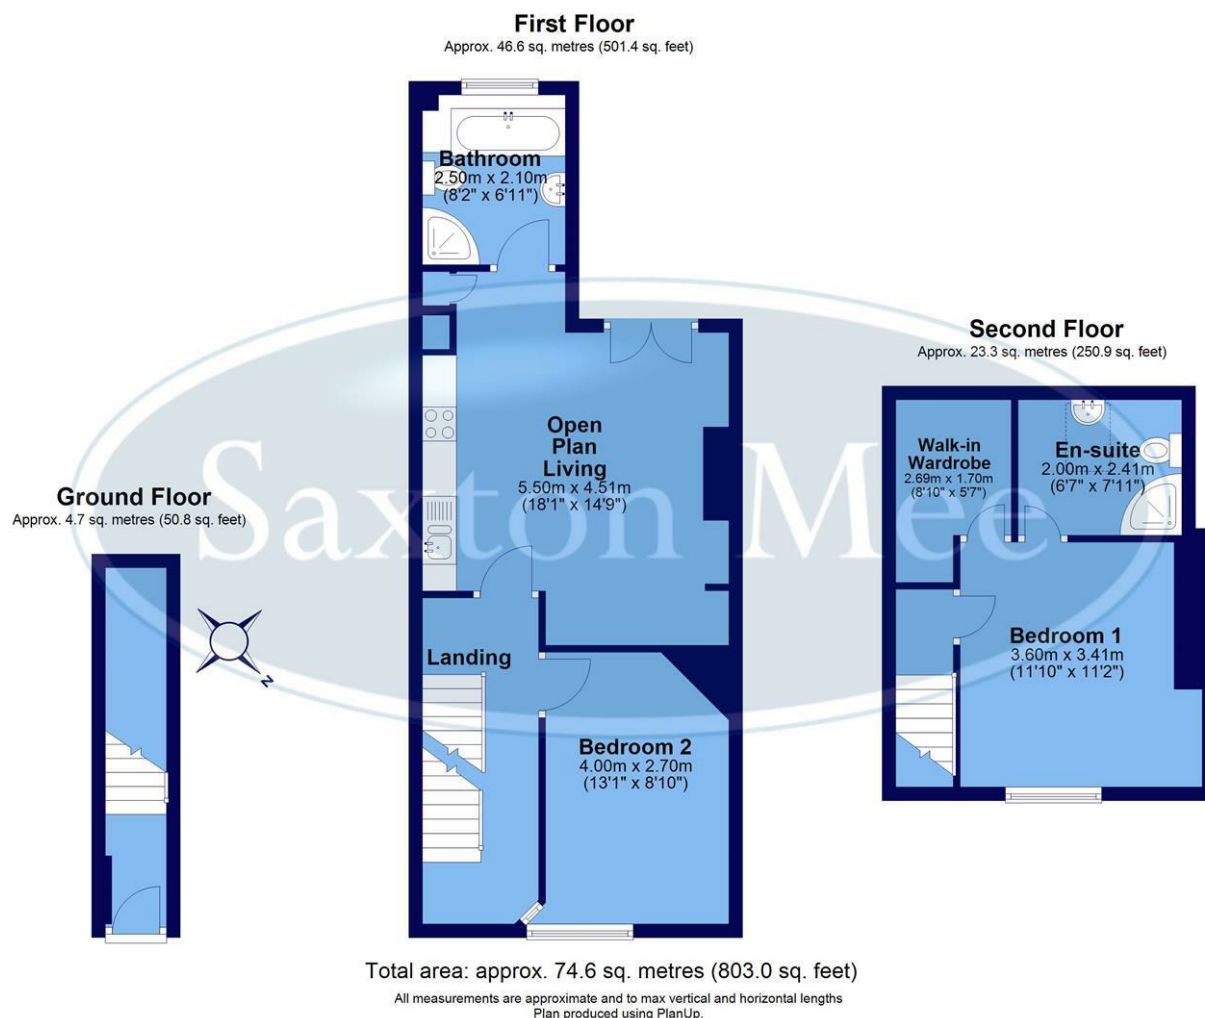 First Floor
Approx. 46.6 sq. metres (501.4 sq. feet)
Bathroom
2.50m x 2.10m
(8'2" x 6'11")
Second Floor
Approx. 23.3 sq. metres (250.9 sq. feet)
Open
Plan
Living
5.50m x 4.51m
(18'1" x 14'9")
Walk-in
Wardrobe
2.69m x 1.70m
(8'10" x 5'7")
En-suite
2.00m x 2.41m
(6'7" x 7'11")
Ground Floor
Approx. 4.7 sq. metres (50.8 sq. feet)
Saxton Mee
N
Landing
Bedroom 1
3.60m x 3.41m
(11'10" x 11'2")
Bedroom 2
4.00m x 2.70m
(13'1" x 8'10")
Total area: approx. 74.6 sq. metres (803.0 sq. feet)
All measurements are approximate and to max vertical and horizontal lengths
Plan produced using PlanUp.